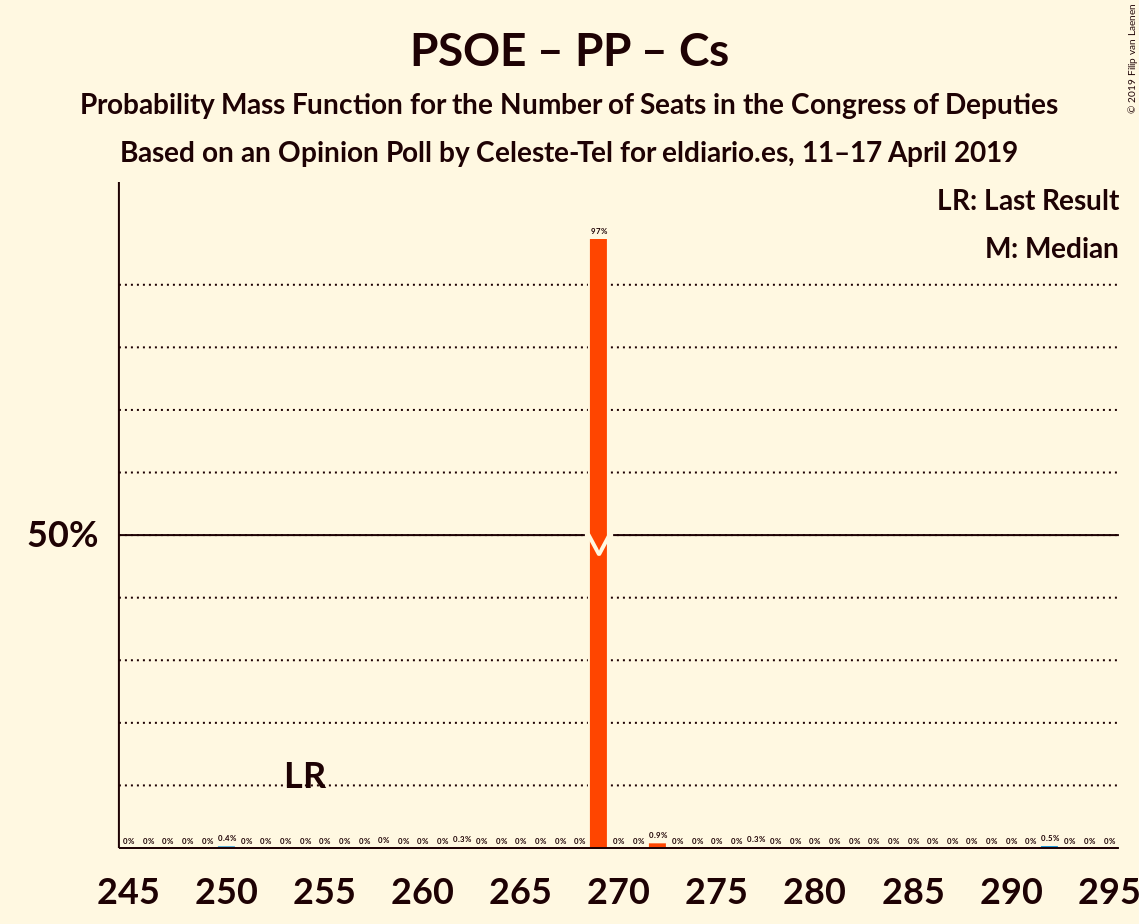 PSOE – PP – Cs
Probability Mass Function for the Number of Seats in the Congress of Deputies
Based on an Opinion Poll by Celeste-Tel for eldiario.es, 11–17 April 2019
© 2019 Filip van Laenen
LR: Last Result
M: Median
97%
50%
LR
0% 0% 0% 0% 0% 0.4% 0% 0% 0% 0% 0% 0% 0% 0% 0% 0% 0% 0.3% 0% 0% 0% 0% 0% 0% 0% 0% 0.9% 0% 0% 0% 0% 0.3% 0% 0% 0% 0% 0% 0% 0% 0% 0% 0% 0% 0% 0% 0% 0.5% 0% 0% 0%
245 250 255 260 265 270 275 280 285 290 295